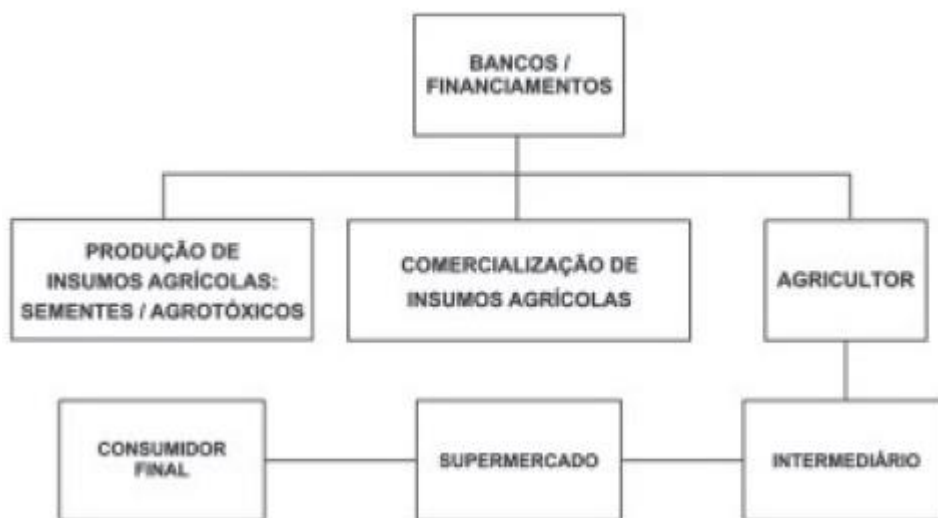 BANCOS /
FINANCIAMENTOS
PRODUÇÃO DE
INSUMOS AGRÍCOLAS:
SEMENTES / AGROTÓXICOS
COMERCIALIZAÇÃO DE
INSUMOS AGRÍCOLAS
AGRICULTOR
CONSUMIDOR
FINAL
SUPERMERCADO
INTERMEDIÁRIO